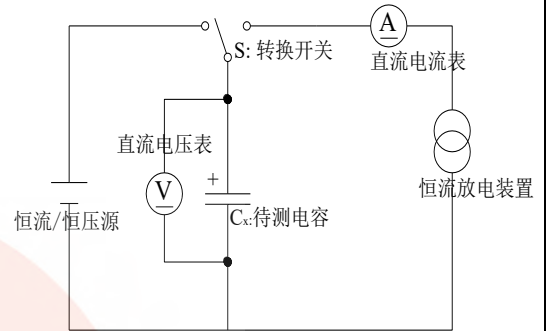 A
S: 转换开关
直流电流表
直流电压表
+
V
恒流放电装置
Cx:待测电容
恒流/恒压源